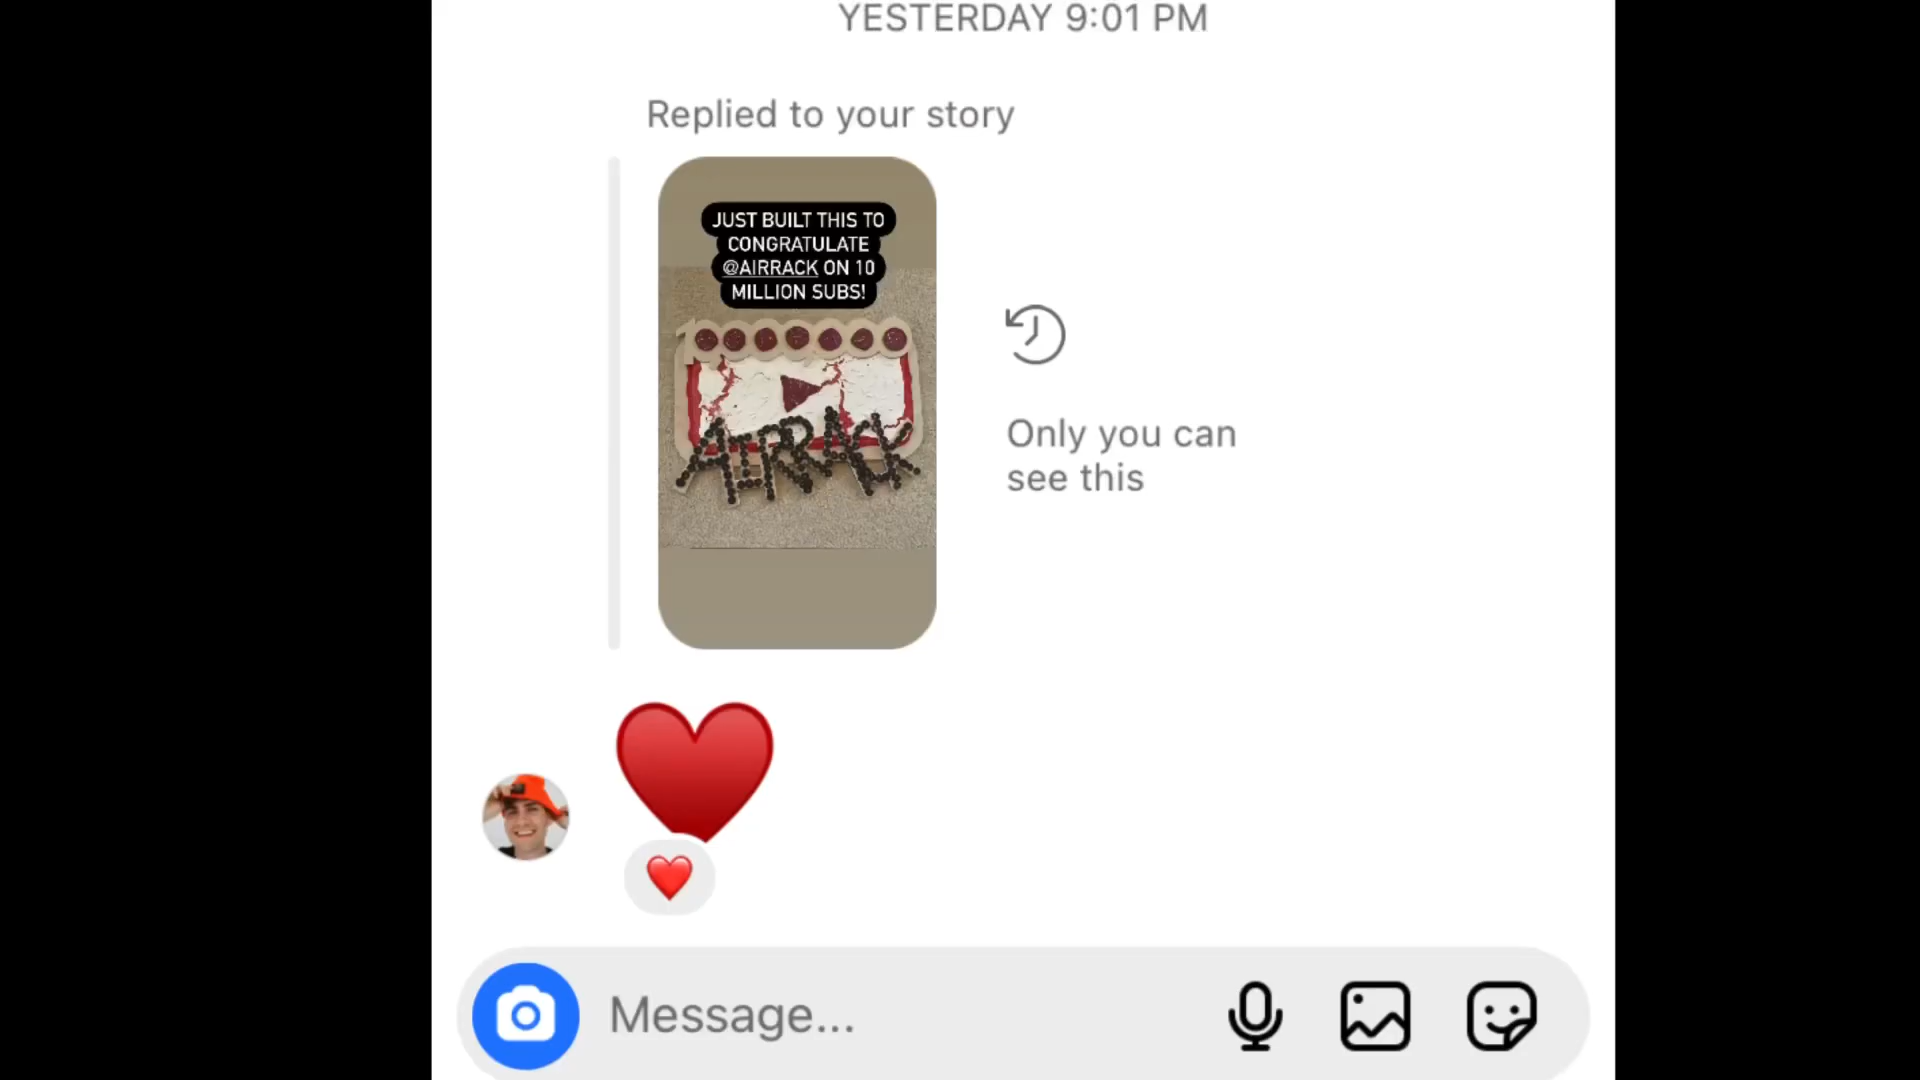 YESTERDAY 9:01 PM
Replied to your story
JUST BUILT THIS TO
CONGRATULATE
@AIRRACK ON 10
MILLION SUBS!
10000000
AIRRACK
Only you can
see this
Message...